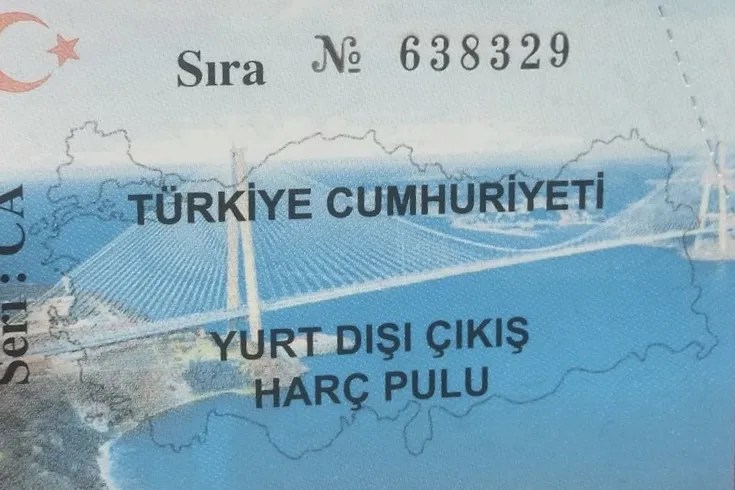 Sıra № 638329
TÜRKİYE CUMHURİYETİ
Seri : CA
YURT DIŞI ÇIKIŞ
HARÇ PULU